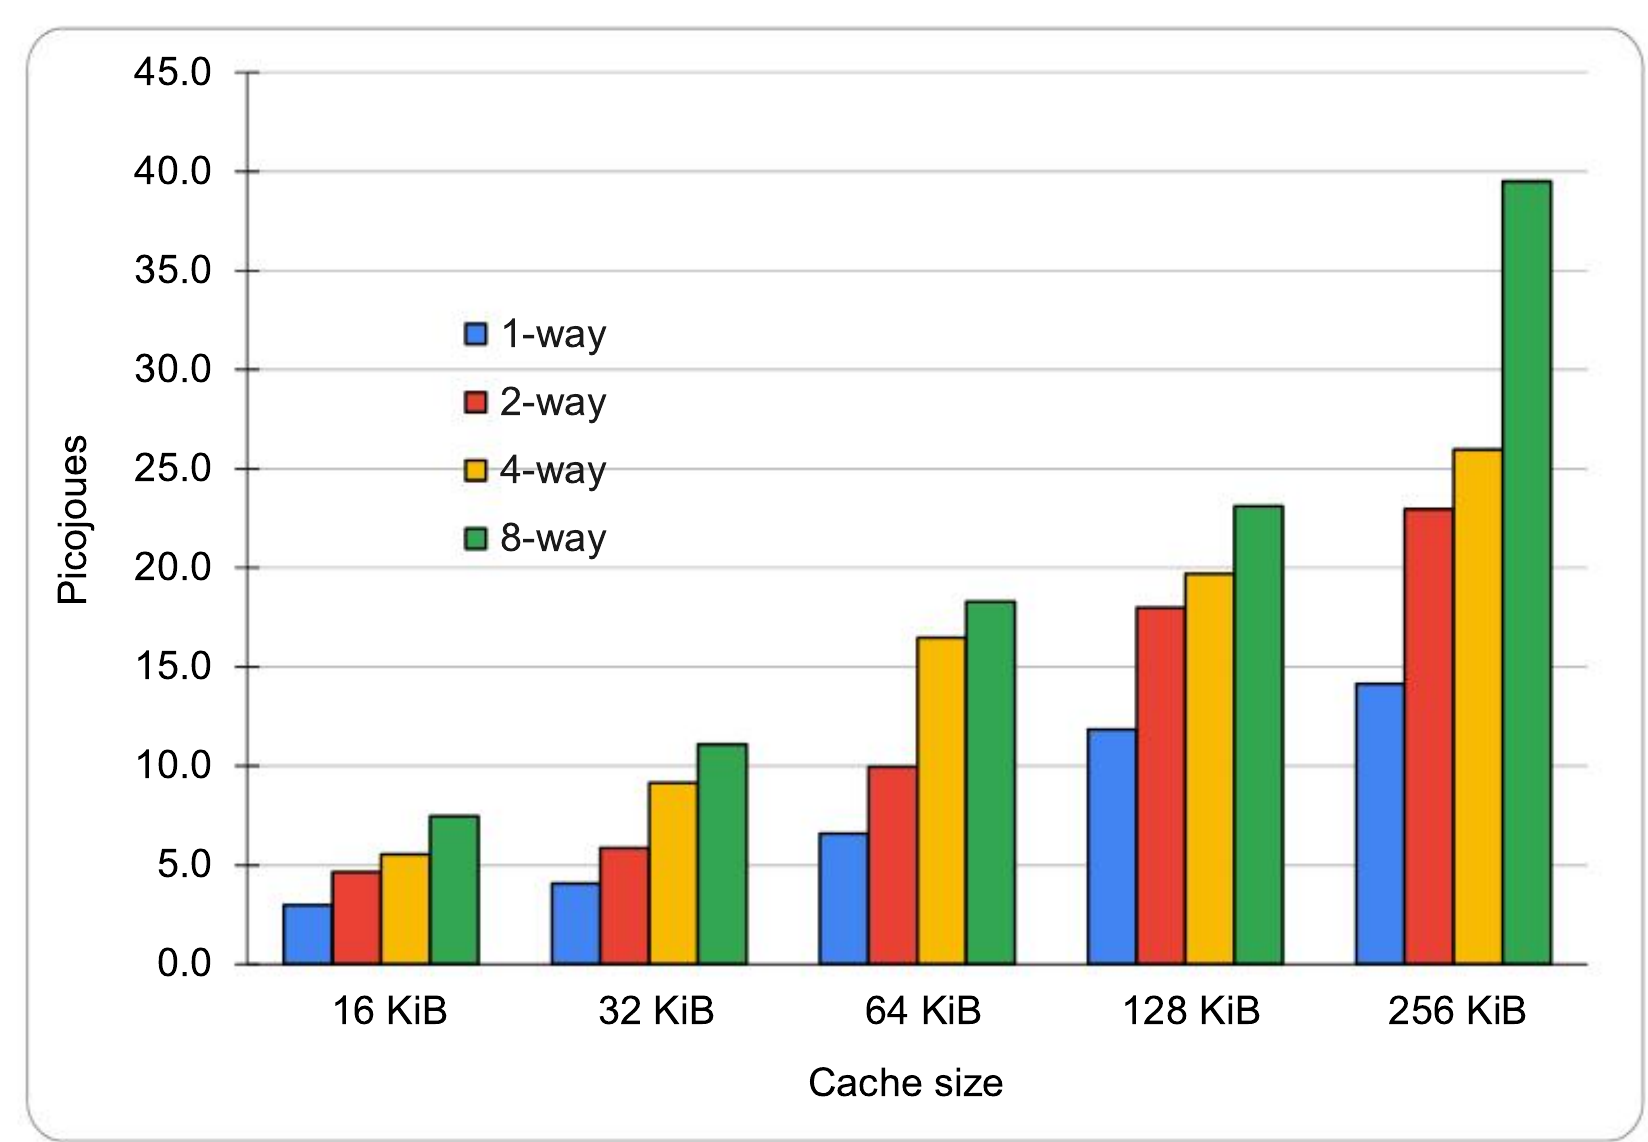 45.0
40.0
35.0
30.0
25.0
20.0
15.0
10.0
5.0
0.0
Picojoues
1-way
2-way
4-way
8-way
16 KiB
32 KiB
64 KiB
128 KiB
256 KiB
Cache size